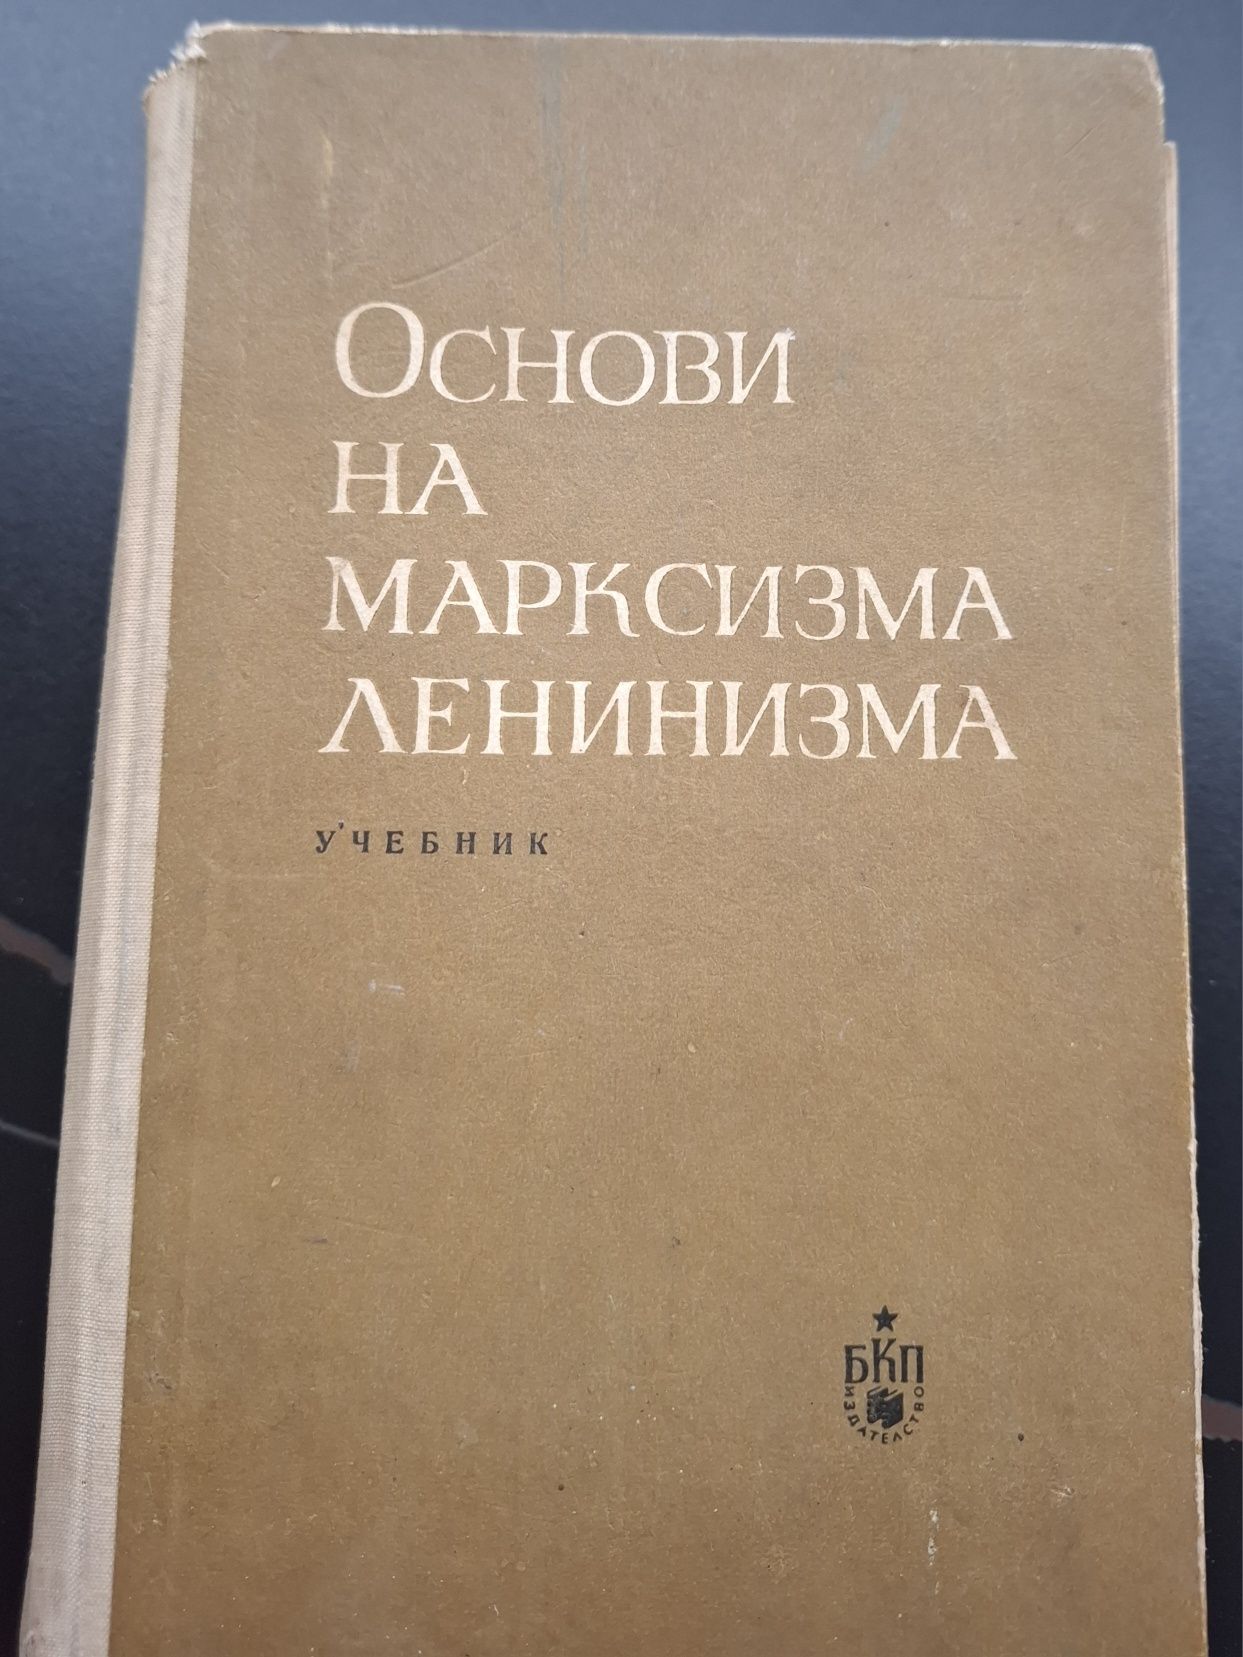 ОСНОВИ
НА
МАРКСИЗМА
ЛЕНИНИЗМА
УЧЕБНИК
БКП
ИЗДАТЕЛСТВО